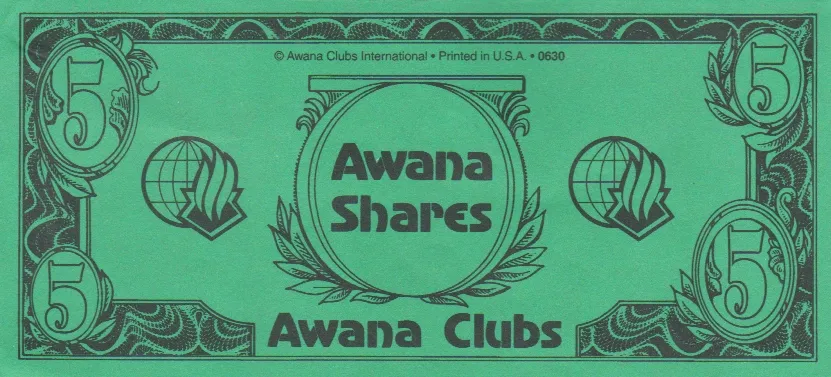 © Awana Clubs International • Printed in U.S.A. • 0630
5
5
Awana
Shares
5
5
Awana Clubs